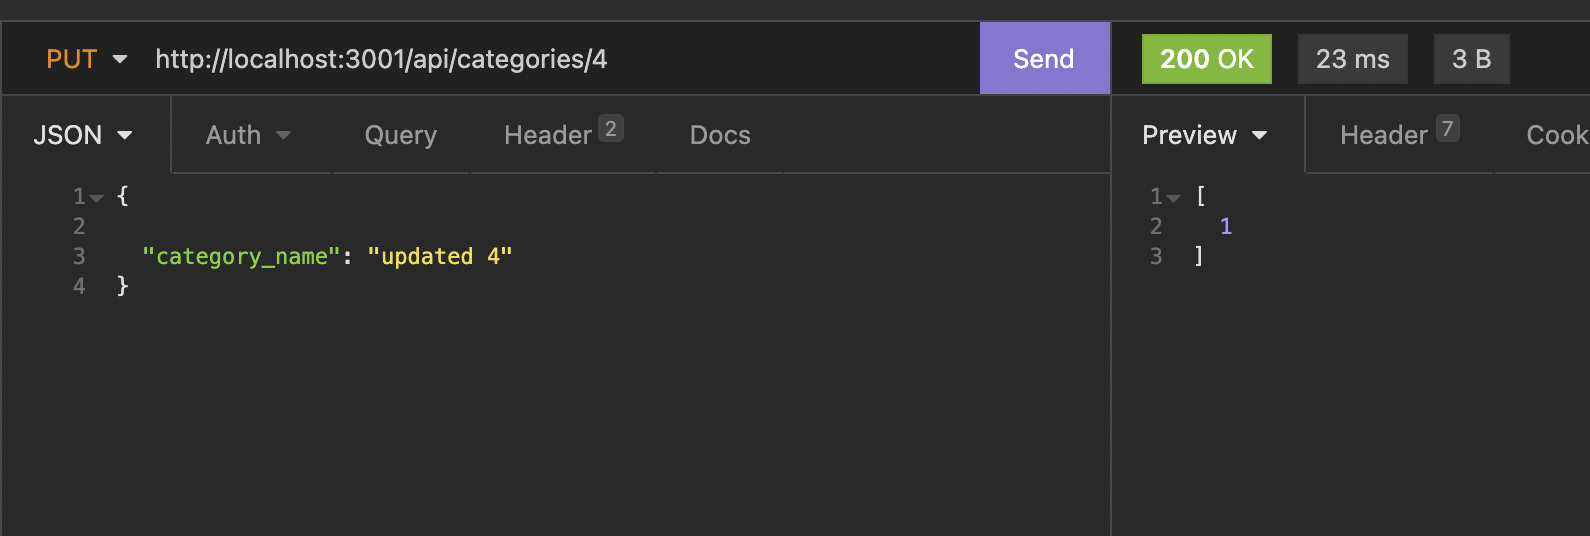 PUT http://localhost:3001/api/categories/4 Send 200 OK 23 ms 3 B
JSON Auth Query Header 2 Docs Preview Header 7 Cook
1 {
2
3 "category_name": "updated 4"
4 }
1 [
2 1
3 ]